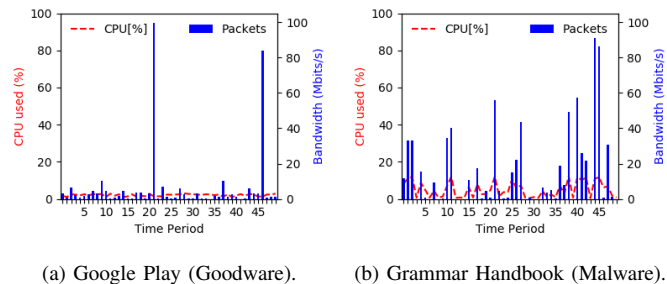 100
80
60
40
20
0
CPU used (%)
CPU[%]
Packets
100
80
60
40
20
0
Bandwidth (Mbits/s)
5 10 15 20 25 30 35 40 45
Time Period
(a) Google Play (Goodware).
100
80
60
40
20
0
CPU used (%)
CPU[%]
Packets
100
80
60
40
20
0
Bandwidth (Mbits/s)
5 10 15 20 25 30 35 40 45
Time Period
(b) Grammar Handbook (Malware).